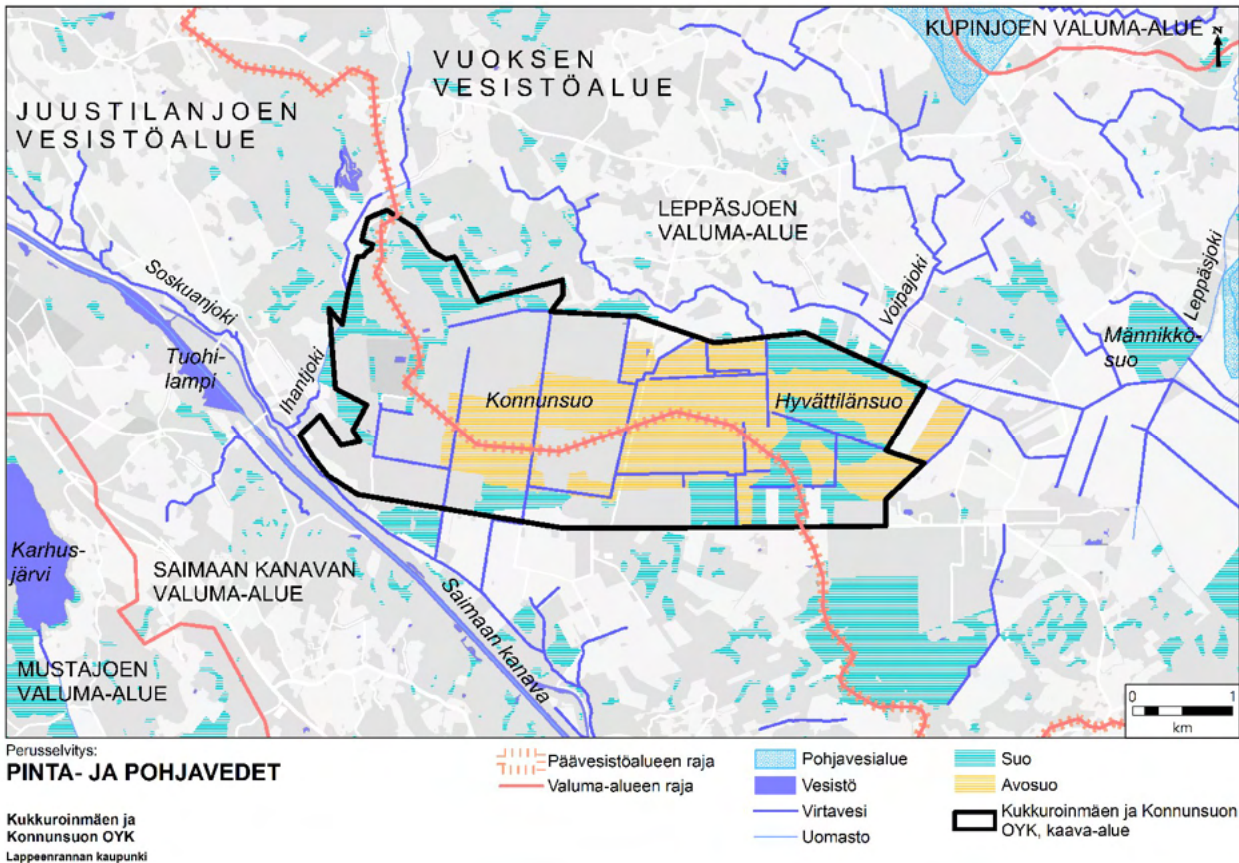 KUPINJOEN VALUMA-ALUE
N
VUOKSEN
VESISTÖALUE
JUUSTILANJOEN
VESISTÖALUE
LEPPÄSJOEN
VALUMA-ALUE
Soskuanjoki
Voipajoki
Leppäsjoki
Männikkö-
suo
Tuohi-
lampi
Ihantjoki
Konnunsuo
Hyvättilänsuo
Karhus-
järvi
SAIMAAN KANAVAN
VALUMA-ALUE
Saimaan kanava
MUSTAJOEN
VALUMA-ALUE
0 1
km
Perusselvitys:
PINTA- JA POHJAVEDET
Kukkuroinmäen ja
Konnunsuon OYK
Lappeenrannan kaupunki
Päävesistöalueen raja
Valuma-alueen raja
Pohjavesialue
Vesistö
Virtavesi
Uomasto
Suo
Avosuo
Kukkuroinmäen ja Konnunsuon
OYK, kaava-alue